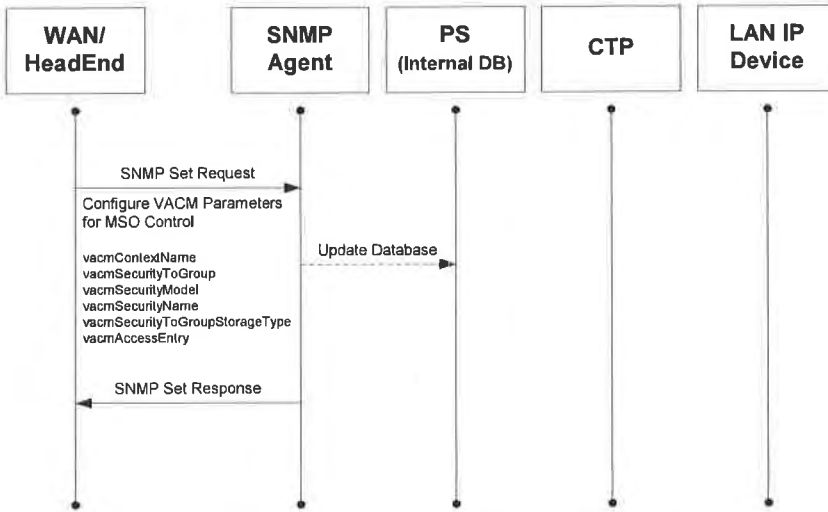 WAN/
HeadEnd
SNMP
Agent
PS
(Internal DB)
CTP
LAN IP
Device
SNMP Set Request
Configure VACM Parameters
for MSO Control
vacmContextName
vacmSecurityToGroup
vacmSecurityModel
vacmSecurityName
vacmSecurityToGroupStorageType
vacmAccessEntry
Update Database
SNMP Set Response